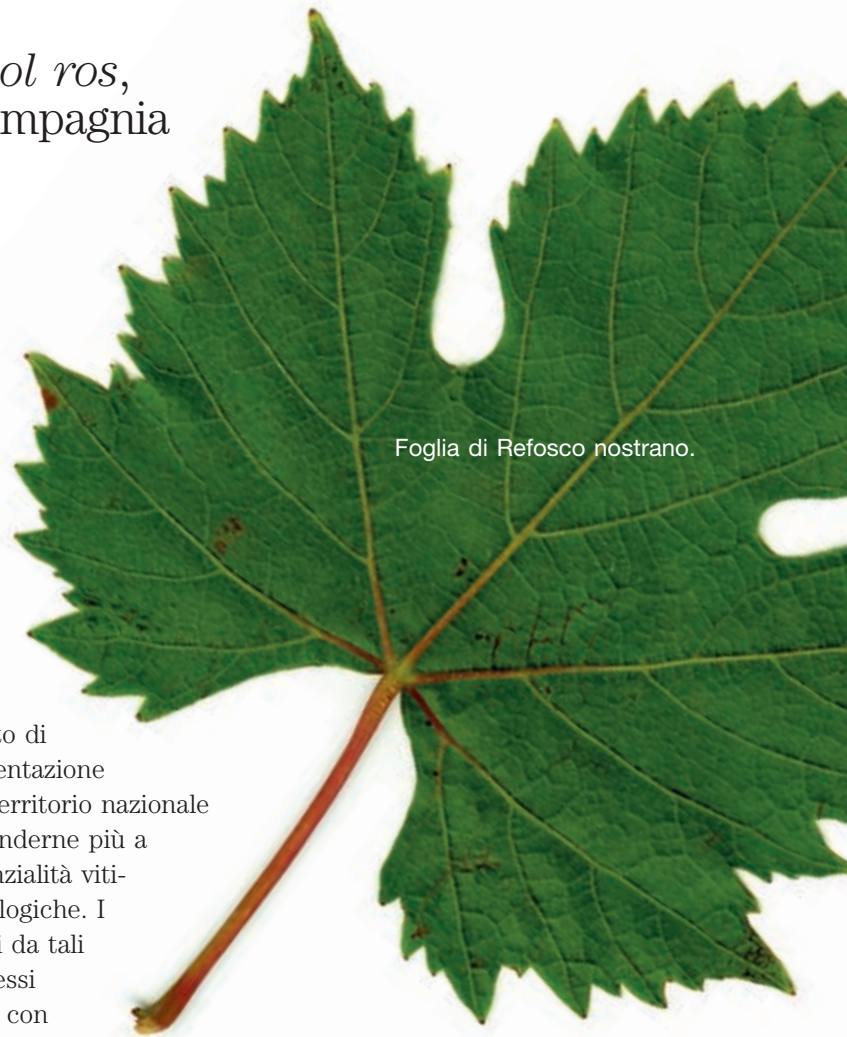 ol ros,
mpagnia
Foglia di Refosco nostrano.
o di
entazione
erritorio nazionale
nderne più a
nzialità viti-
logiche. I
i da tali
essi
con